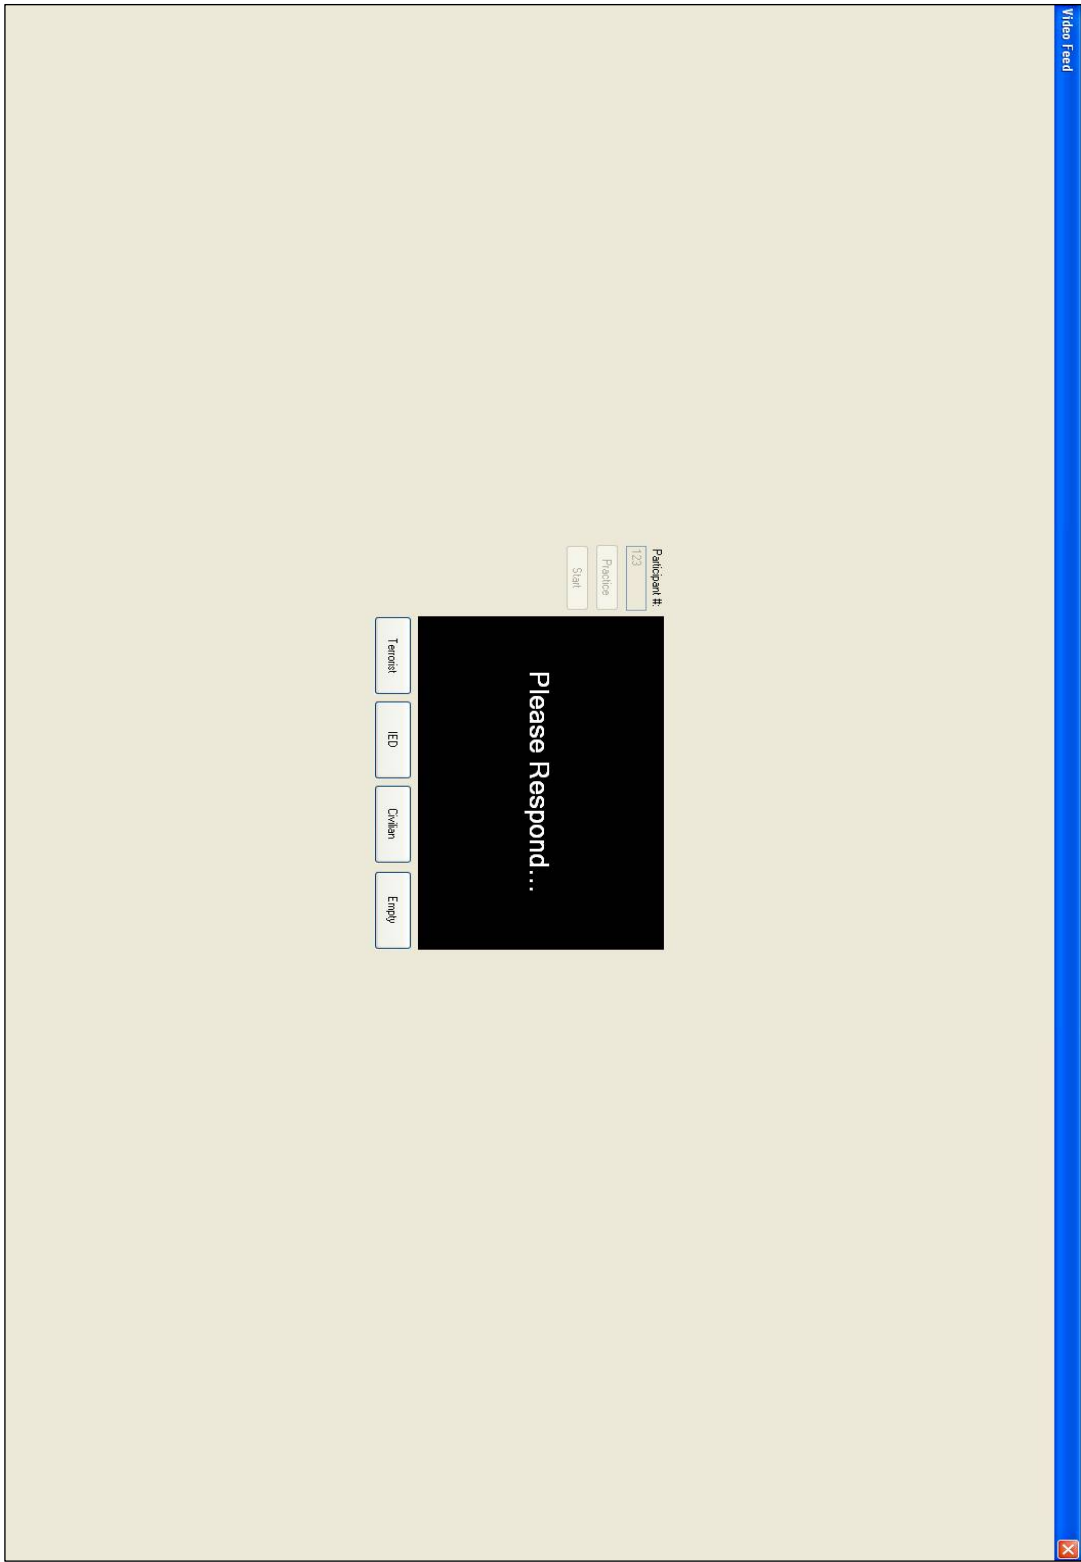 Video Feed
Participant #:
123
Practice
Start
Please Respond...
Terrorist
IED
Civilian
Empty